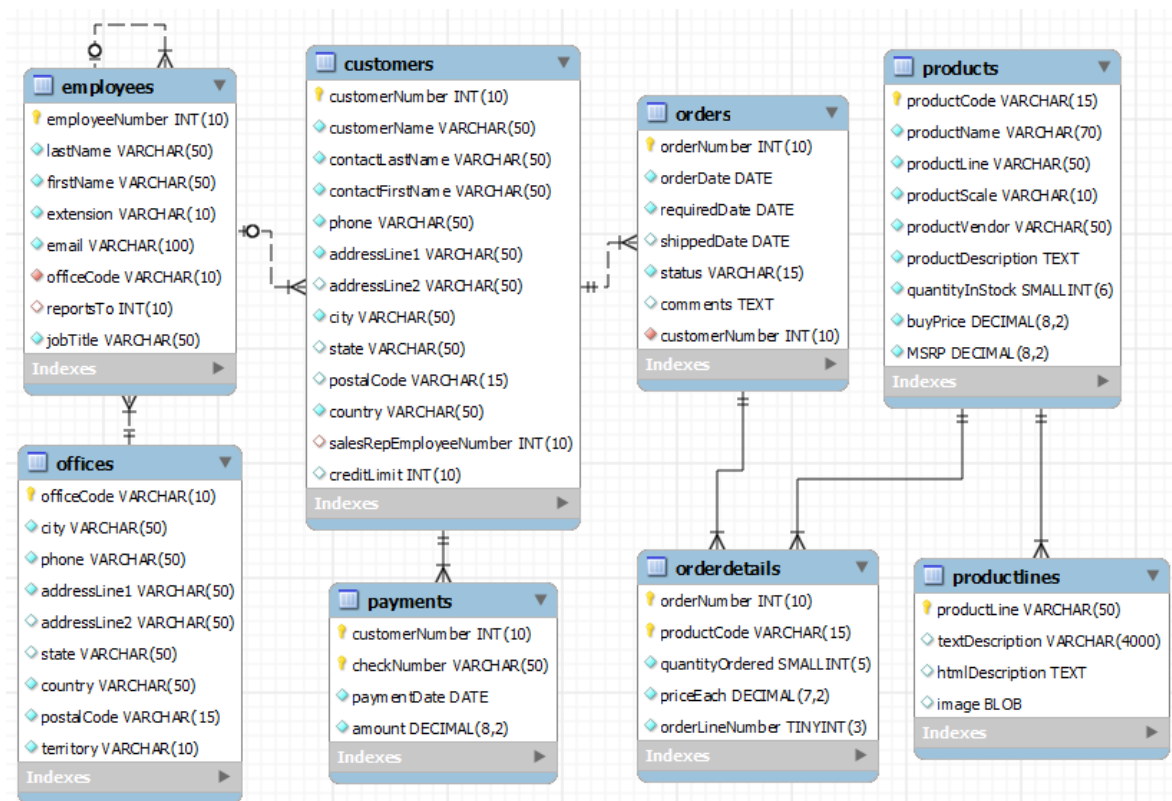 employees
employeeNumber INT(10)
lastName VARCHAR(50)
firstName VARCHAR(50)
extension VARCHAR(10)
email VARCHAR(100)
officeCode VARCHAR(10)
reportsTo INT(10)
jobTitle VARCHAR(50)
Indexes
offices
officeCode VARCHAR(10)
city VARCHAR(50)
phone VARCHAR(50)
addressLine1 VARCHAR(50)
addressLine2 VARCHAR(50)
state VARCHAR(50)
country VARCHAR(50)
postalCode VARCHAR(15)
territory VARCHAR(10)
Indexes
customers
customerNumber INT(10)
customerName VARCHAR(50)
contactLastName VARCHAR(50)
contactFirstName VARCHAR(50)
phone VARCHAR(50)
addressLine1 VARCHAR(50)
addressLine2 VARCHAR(50)
city VARCHAR(50)
state VARCHAR(50)
postalCode VARCHAR(15)
country VARCHAR(50)
salesRepEmployeeNumber INT(10)
creditLimit INT(10)
Indexes
payments
customerNumber INT(10)
checkNumber VARCHAR(50)
paymentDate DATE
amount DECIMAL(8,2)
Indexes
orders
orderNumber INT(10)
orderDate DATE
requiredDate DATE
shippedDate DATE
status VARCHAR(15)
comments TEXT
customerNumber INT(10)
Indexes
orderdetails
orderNumber INT(10)
productCode VARCHAR(15)
quantityOrdered SMALLINT(5)
priceEach DECIMAL(7,2)
orderLineNumber TINYINT(3)
Indexes
products
productCode VARCHAR(15)
productName VARCHAR(70)
productLine VARCHAR(50)
productScale VARCHAR(10)
productVendor VARCHAR(50)
productDescription TEXT
quantityInStock SMALLINT(6)
buyPrice DECIMAL(8,2)
MSRP DECIMAL(8,2)
Indexes
productlines
productLine VARCHAR(50)
textDescription VARCHAR(4000)
htmlDescription TEXT
image BLOB
Indexes